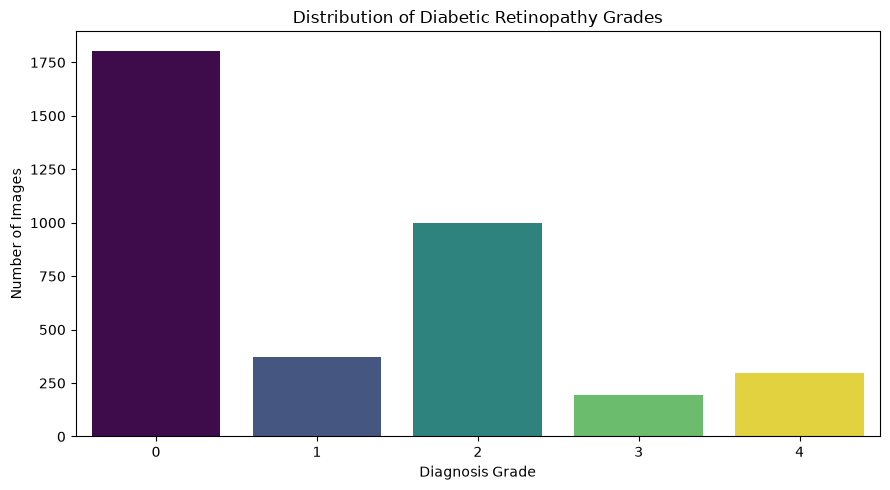 Distribution of Diabetic Retinopathy Grades
Number of Images
1750
1500
1250
1000
750
500
250
0
0 1 2 3 4
Diagnosis Grade